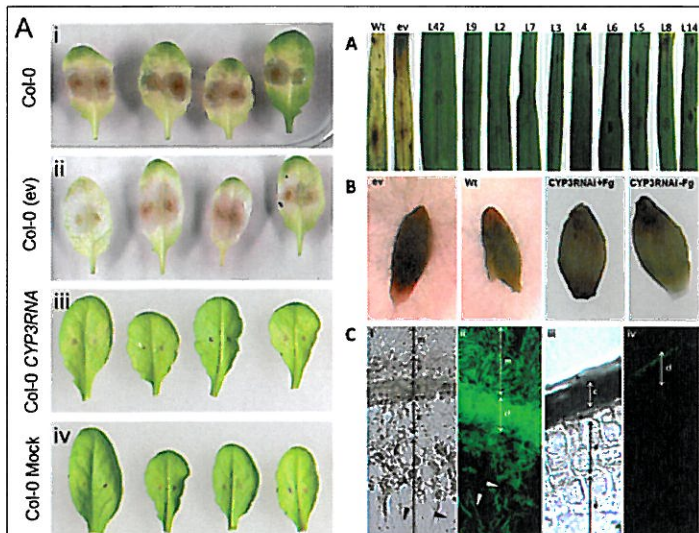 A
i
Col-0
ii
Col-0 (ev)
iii
Col-0 CYP3RNA
iv
Col-0 Mock
A
Wt ev L42 L9 L2 L7 L3 L4 L6 L5 L8 L14
B
ev Wt CYP3RNAi+Fg CYP3RNAi-Fg
C
ii iii iv